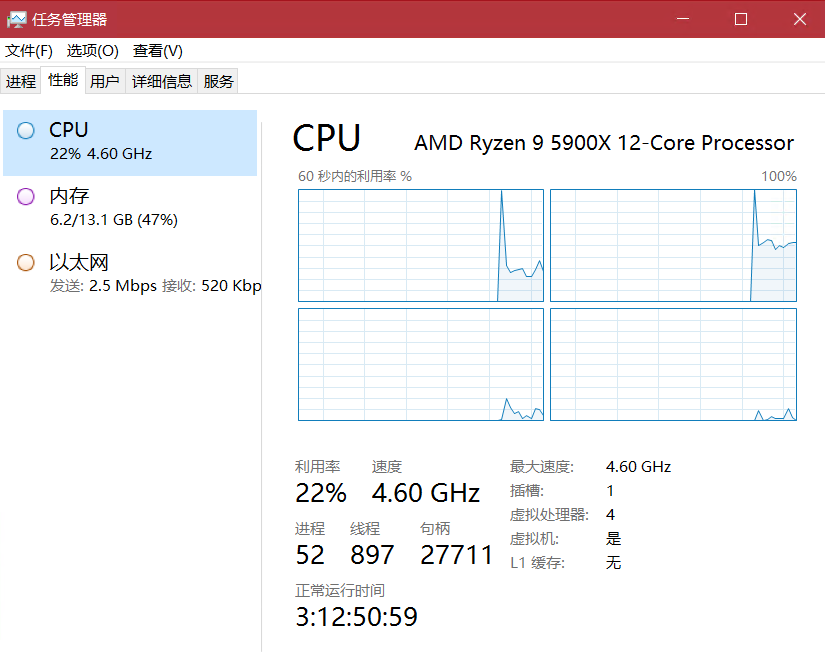 任务管理器
文件(F) 选项(O) 查看(V)
进程 性能 用户 详细信息 服务
CPU
22% 4.60 GHz
内存
6.2/13.1 GB (47%)
以太网
发送: 2.5 Mbps 接收: 520 Kbp
CPU AMD Ryzen 9 5900X 12-Core Processor
60 秒内的利用率 % 100%
利用率 速度
22% 4.60 GHz
进程 线程 句柄
52 897 27711
正常运行时间
3:12:50:59
最大速度: 4.60 GHz
插槽: 1
虚拟处理器: 4
虚拟机: 是
L1 缓存: 无